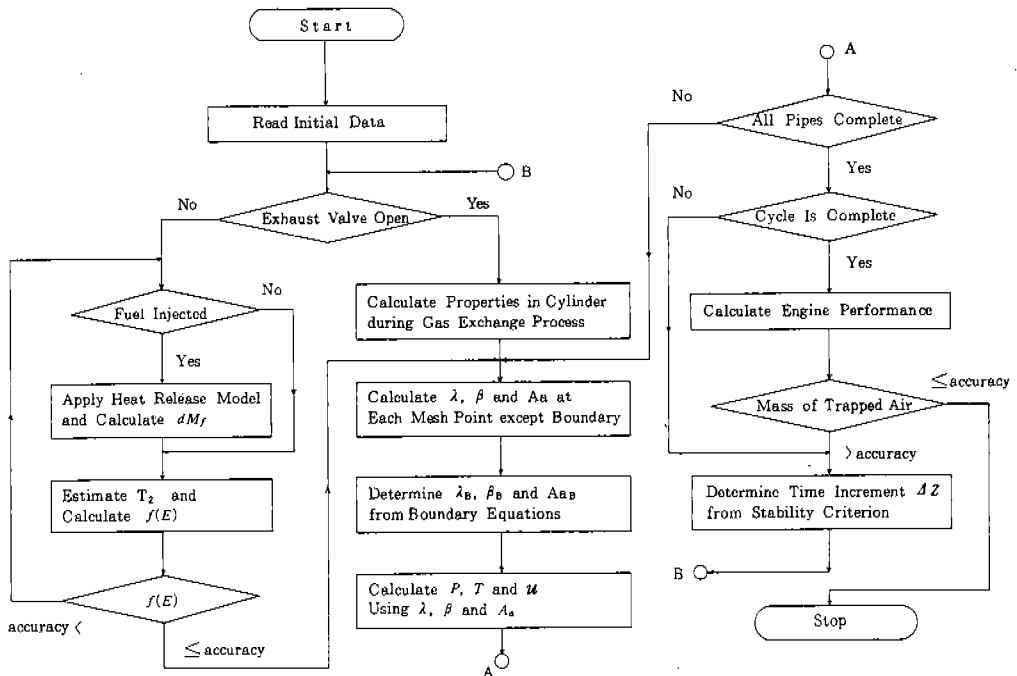 Start
Read Initial Data
B
No
Exhaust Valve Open
Yes
Fuel Injected
No
Yes
Apply Heat Release Model
and Calculate dM_f
Estimate T₂ and
Calculate f(E)
f(E)
accuracy <
≤ accuracy
Calculate Properties in Cylinder
during Gas Exchange Process
Calculate λ, β and Aa at
Each Mesh Point except Boundary
Determine λ_B, β_B and Aa_B
from Boundary Equations
Calculate P, T and u
Using λ, β and Aₐ
A
A
No
All Pipes Complete
Yes
No
Cycle Is Complete
Yes
Calculate Engine Performance
≤ accuracy
Mass of Trapped Air
> accuracy
Determine Time Increment ΔZ
from Stability Criterion
B
Stop